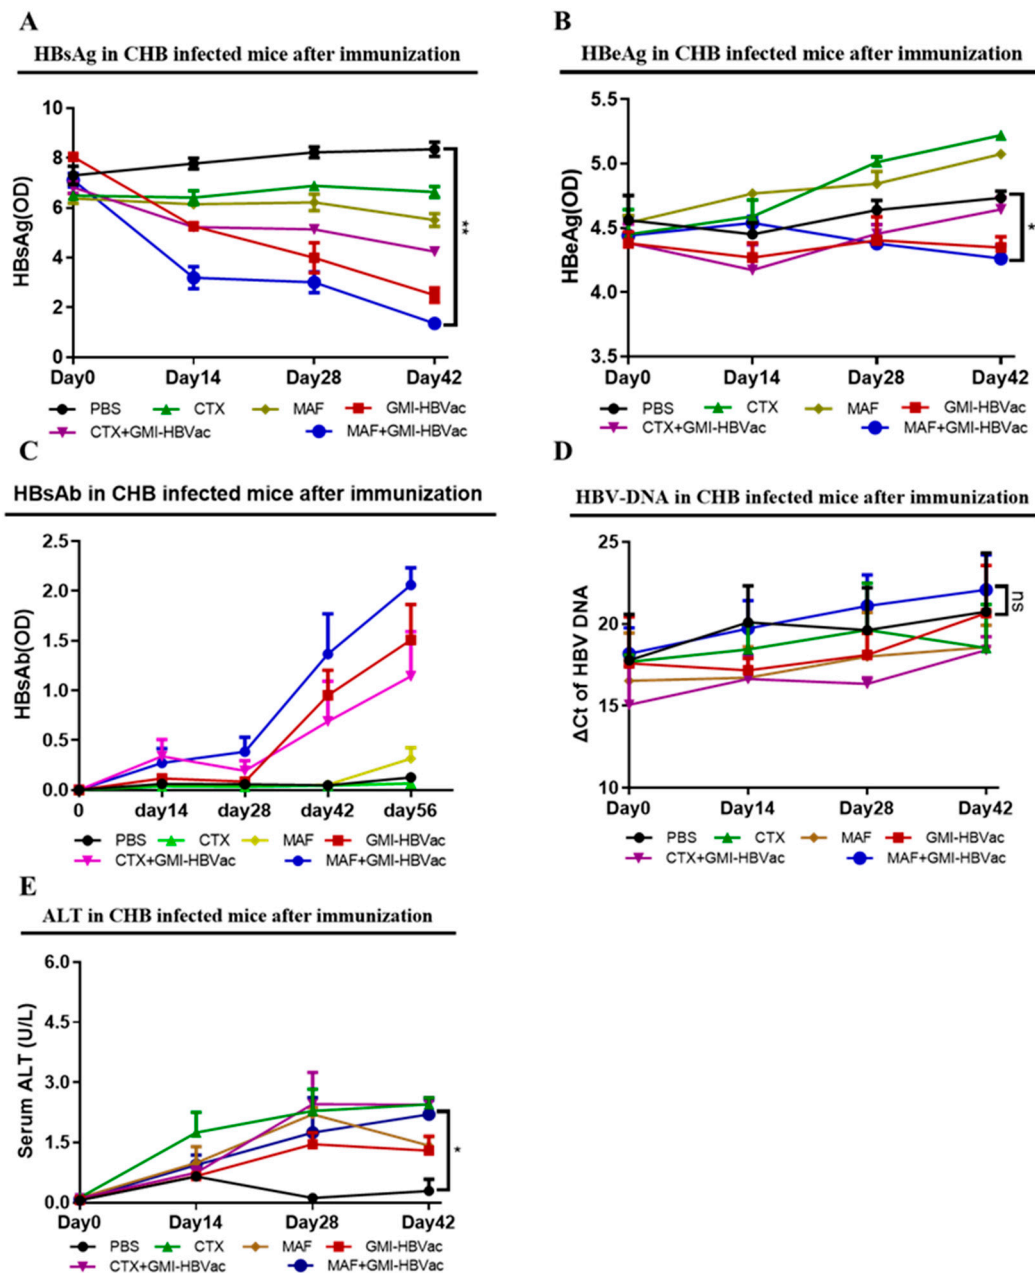 A
HBsAg in CHB infected mice after immunization
HBsAg(OD)
10
8
6
4
2
0
Day0 Day14 Day28 Day42
**
PBS CTX MAF GMI-HBVac
CTX+GMI-HBVac MAF+GMI-HBVac
B
HBeAg in CHB infected mice after immunization
HBeAg(OD)
5.5
5.0
4.5
4.0
3.5
Day0 Day14 Day28 Day42
*
PBS CTX MAF GMI-HBVac
CTX+GMI-HBVac MAF+GMI-HBVac
C
HBsAb in CHB infected mice after immunization
HBsAb(OD)
2.5
2.0
1.5
1.0
0.5
0.0
0 day14 day28 day42 day56
PBS CTX MAF GMI-HBVac
CTX+GMI-HBVac MAF+GMI-HBVac
D
HBV-DNA in CHB infected mice after immunization
ΔCt of HBV DNA
25
20
15
10
Day0 Day14 Day28 Day42
ns
PBS CTX MAF GMI-HBVac
CTX+GMI-HBVac MAF+GMI-HBVac
E
ALT in CHB infected mice after immunization
Serum ALT (U/L)
6.0
4.5
3.0
1.5
0.0
Day0 Day14 Day28 Day42
*
PBS CTX MAF GMI-HBVac
CTX+GMI-HBVac MAF+GMI-HBVac